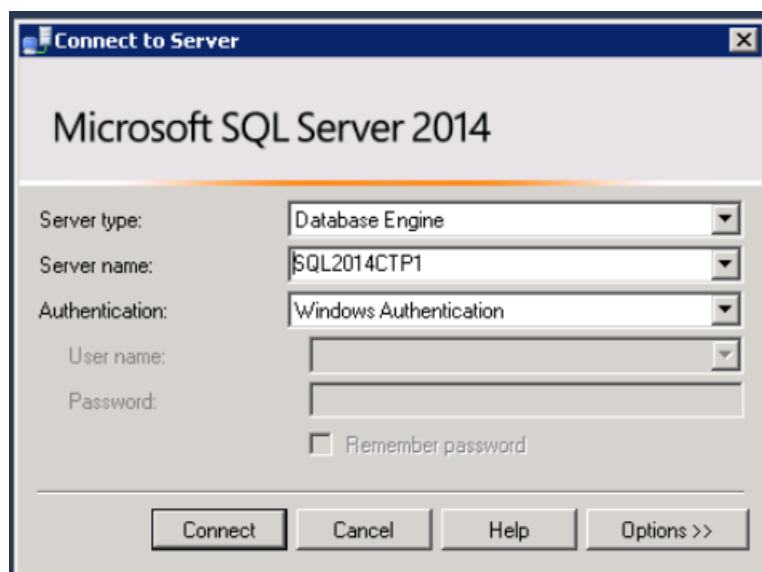 Connect to Server
Microsoft SQL Server 2014
Server type: Database Engine
Server name: SQL2014CTP1
Authentication: Windows Authentication
User name:
Password:
Remember password
Connect Cancel Help Options >>